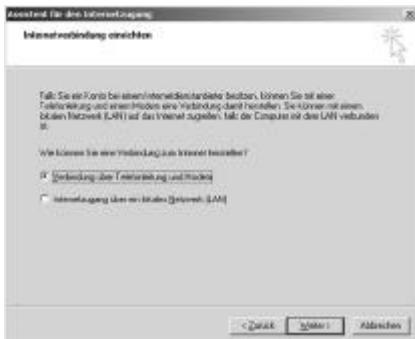 Assistent für den Internetzugang
Internetverbindung einrichten
Falls Sie ein Konto bei einem Internetdienstanbieter besitzen, können Sie mit einer
Telefonleitung und einem Modem eine Verbindung damit herstellen. Sie können mit einem
lokalen Netzwerk (LAN) auf das Internet zugreifen, falls der Computer mit dem LAN verbunden
ist.
Wie können Sie eine Verbindung zum Internet herstellen?
Verbindung über Telefonleitung und Modem
Internetzugang über ein lokales Netzwerk (LAN)
< Zurück Weiter > Abbrechen